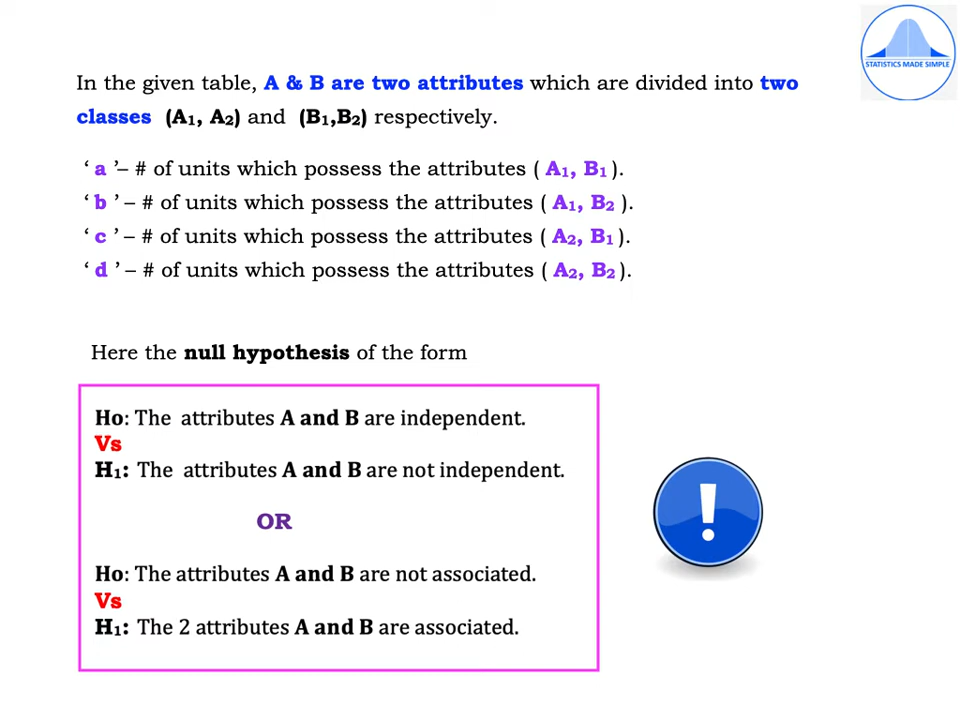 STATISTICS MADE SIMPLE
In the given table, A & B are two attributes which are divided into two
classes (A₁, A₂) and (B₁,B₂) respectively.
‘ a ’– # of units which possess the attributes ( A₁, B₁ ).
‘ b ’ – # of units which possess the attributes ( A₁, B₂ ).
‘ c ’ – # of units which possess the attributes ( A₂, B₁ ).
‘ d ’ – # of units which possess the attributes ( A₂, B₂ ).
Here the null hypothesis of the form
Ho: The attributes A and B are independent.
Vs
H₁: The attributes A and B are not independent.
OR
Ho: The attributes A and B are not associated.
Vs
H₁: The 2 attributes A and B are associated.
!